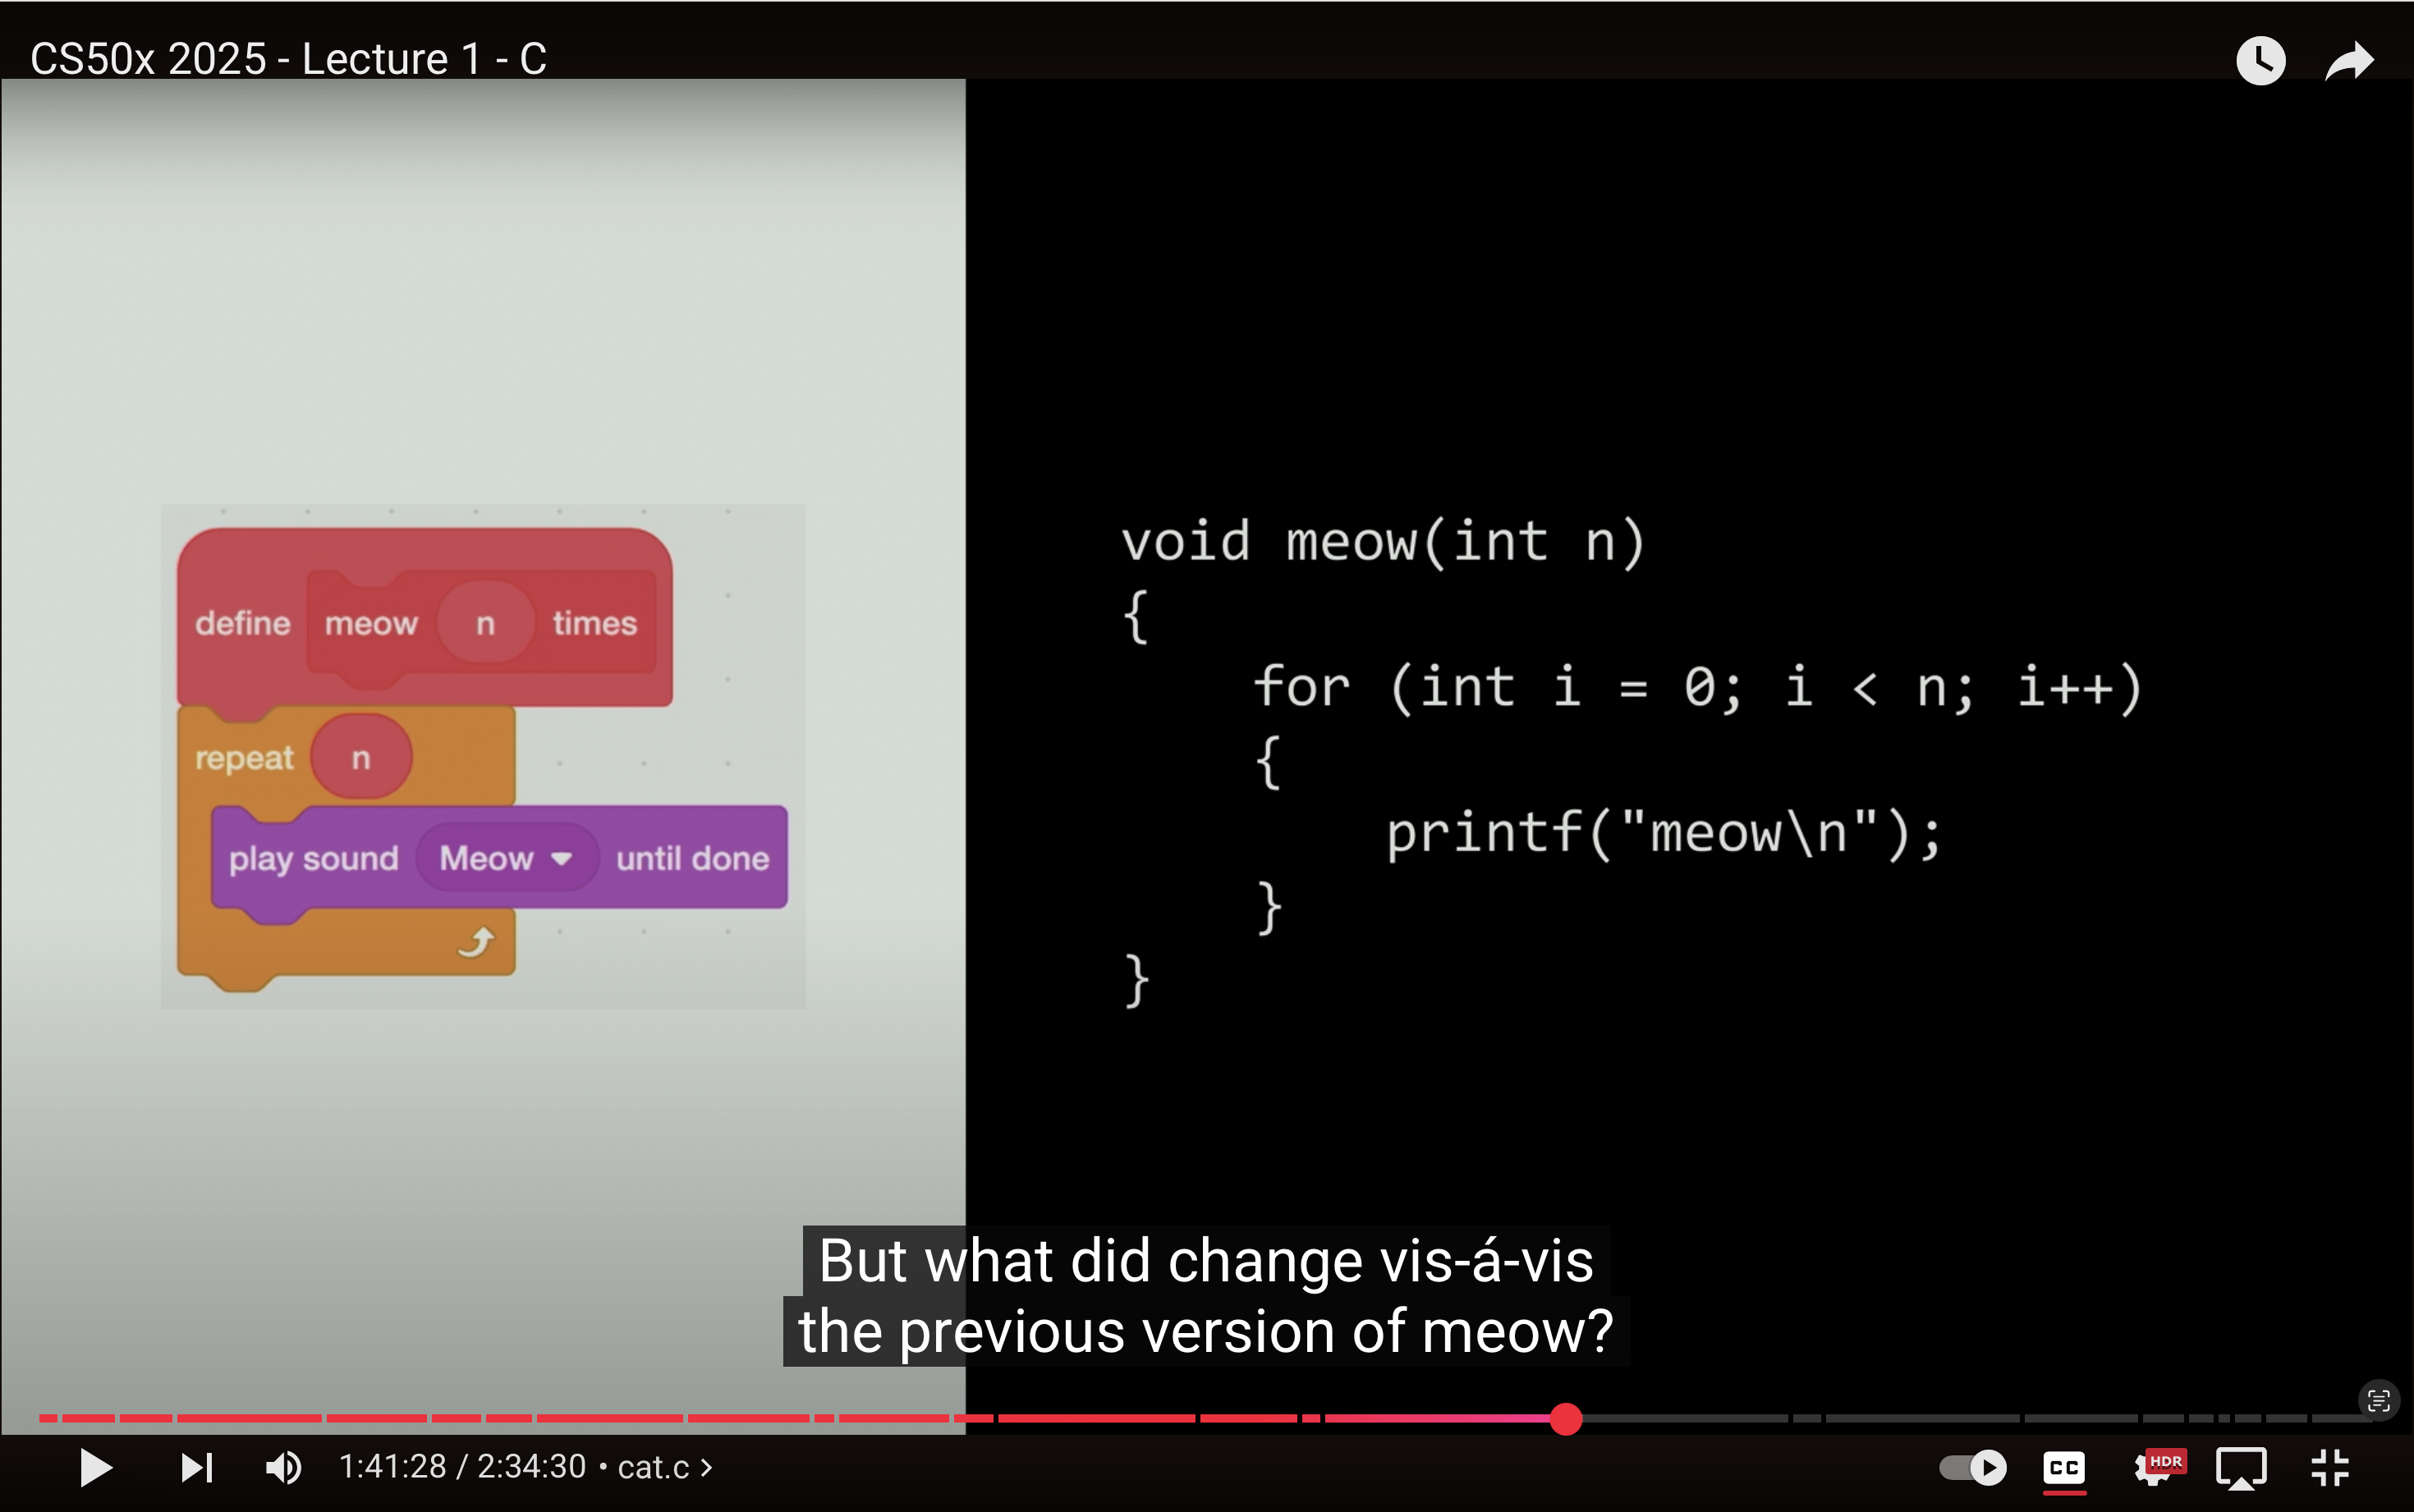 CS50x 2025 - Lecture 1 - C
define meow n times
repeat n
play sound Meow until done
void meow(int n)
{
for (int i = 0; i < n; i++)
{
printf("meow\n");
}
}
But what did change vis-á-vis
the previous version of meow?
1:41:28 / 2:34:30 • cat.c >
CC
HDR